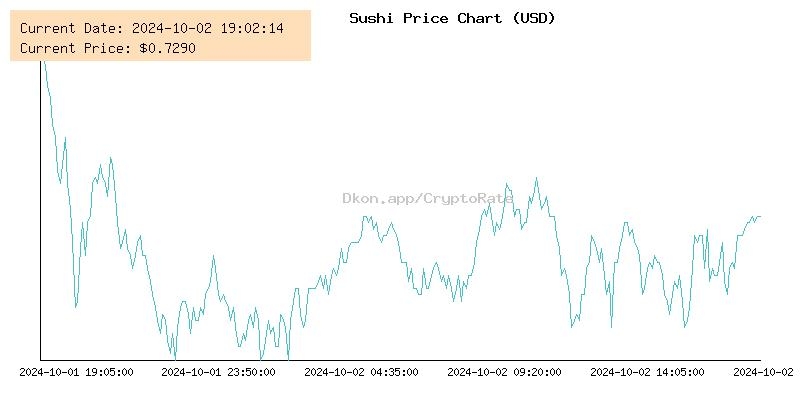 Sushi Price Chart (USD)
Current Date: 2024-10-02 19:02:14
Current Price: $0.7290
Dkon.app/CryptoRate
2024-10-01 19:05:00 2024-10-01 23:50:00 2024-10-02 04:35:00 2024-10-02 09:20:00 2024-10-02 14:05:00 2024-10-02